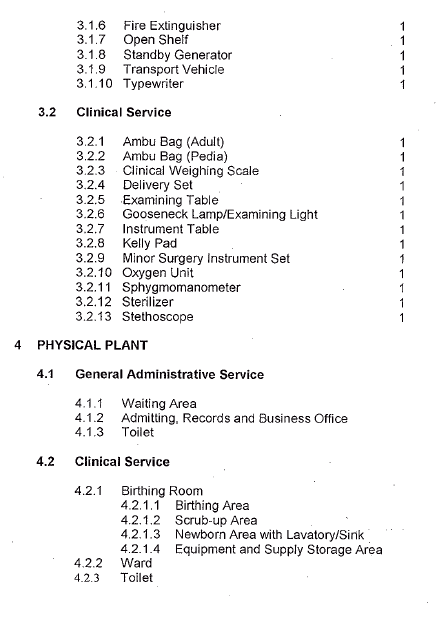 3.1.6 Fire Extinguisher 1
3.1.7 Open Shelf 1
3.1.8 Standby Generator 1
3.1.9 Transport Vehicle 1
3.1.10 Typewriter 1
3.2 Clinical Service
3.2.1 Ambu Bag (Adult) 1
3.2.2 Ambu Bag (Pedia) 1
3.2.3 Clinical Weighing Scale 1
3.2.4 Delivery Set 1
3.2.5 Examining Table 1
3.2.6 Gooseneck Lamp/Examining Light 1
3.2.7 Instrument Table 1
3.2.8 Kelly Pad 1
3.2.9 Minor Surgery Instrument Set 1
3.2.10 Oxygen Unit 1
3.2.11 Sphygmomanometer 1
3.2.12 Sterilizer 1
3.2.13 Stethoscope 1
4 PHYSICAL PLANT
4.1 General Administrative Service
4.1.1 Waiting Area
4.1.2 Admitting, Records and Business Office
4.1.3 Toilet
4.2 Clinical Service
4.2.1 Birthing Room
4.2.1.1 Birthing Area
4.2.1.2 Scrub-up Area
4.2.1.3 Newborn Area with Lavatory/Sink
4.2.1.4 Equipment and Supply Storage Area
4.2.2 Ward
4.2.3 Toilet